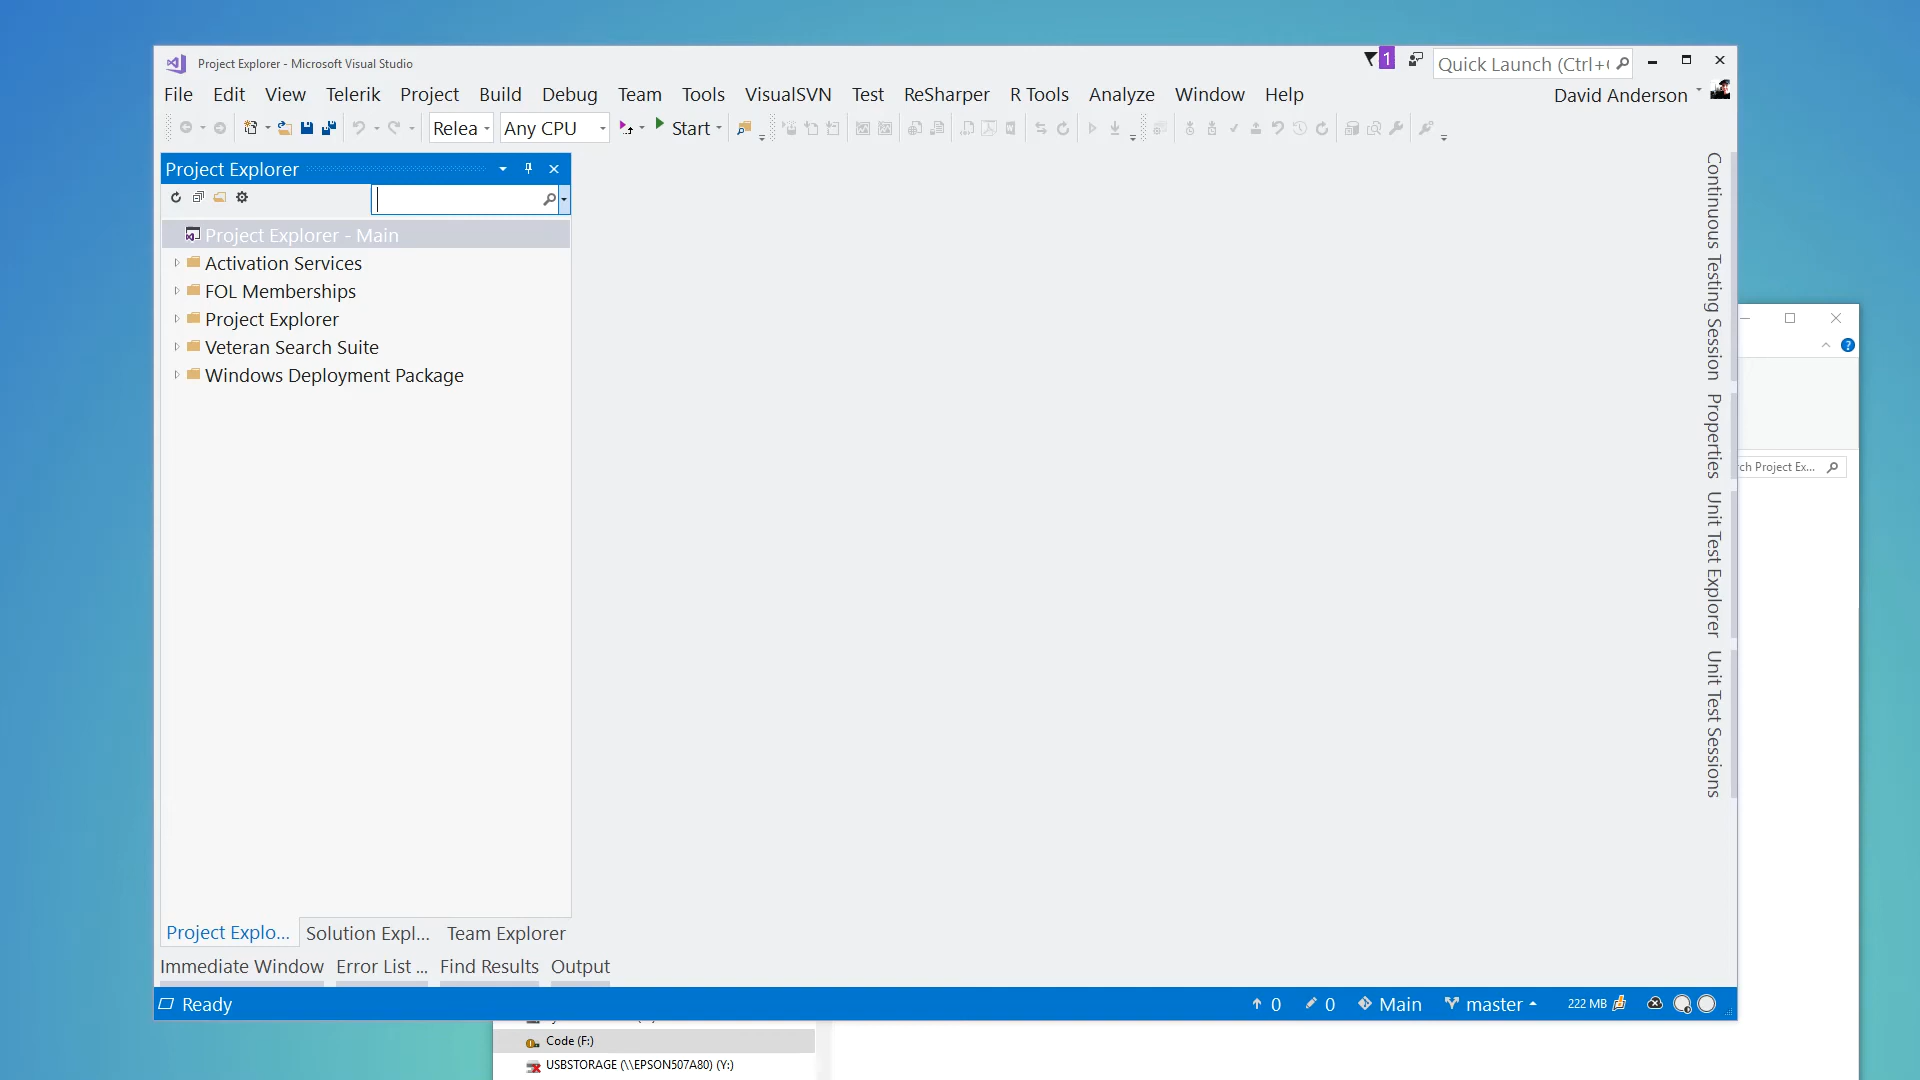 Project Explorer - Microsoft Visual Studio
1
Quick Launch (Ctrl+
File Edit View Telerik Project Build Debug Team Tools VisualSVN Test ReSharper R Tools Analyze Window Help
David Anderson
Relea
Any CPU
Start
Project Explorer
Project Explorer - Main
Activation Services
FOL Memberships
Project Explorer
Veteran Search Suite
Windows Deployment Package
Continuous Testing Session
Properties
Unit Test Explorer
Unit Test Sessions
rch Project Ex...
Project Explo...
Solution Expl...
Team Explorer
Immediate Window
Error List ...
Find Results
Output
Ready
0
0
Main
master
222 MB
Code (F:)
USBSTORAGE (\\EPSON507A80) (Y:)